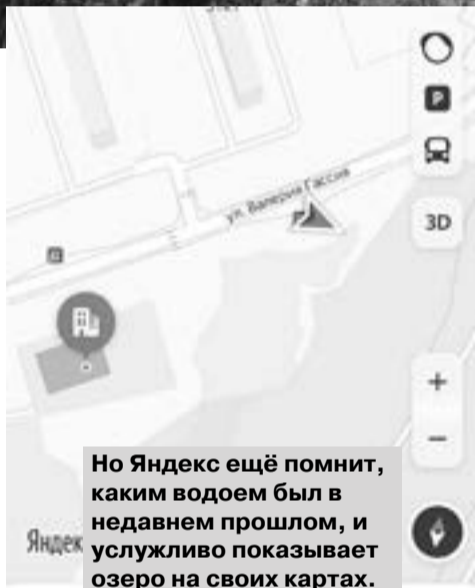 ул. Валерии Гассия
P
3D
+
−
Но Яндекс ещё помнит,
каким водоем был в
недавнем прошлом, и
услужливо показывает
озеро на своих картах.
Яндек